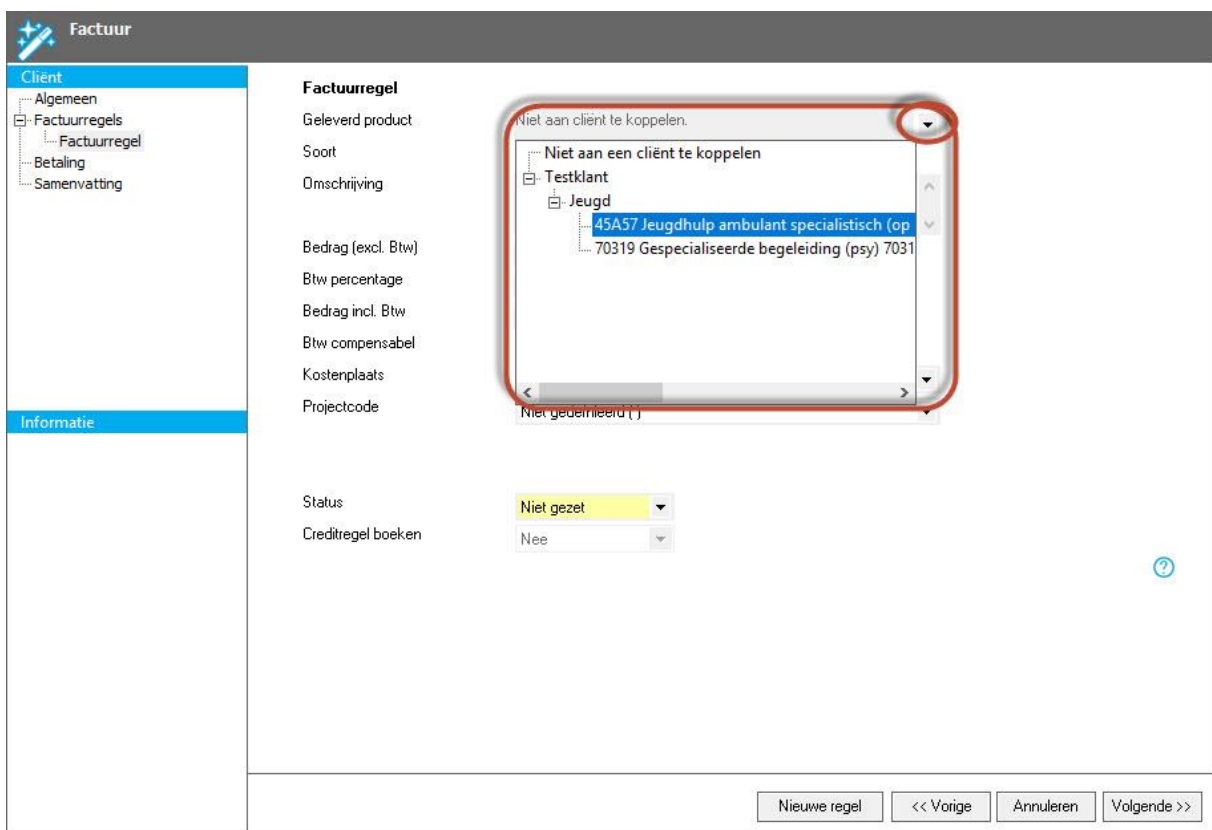 Factuur
Cliënt
Algemeen
Factuurregels
Factuurregel
Betaling
Samenvatting
Informatie
Factuurregel
Geleverd product
Niet aan cliënt te koppelen.
Soort
Niet aan een cliënt te koppelen
Omschrijving
Testklant
Jeugd
45A57 Jeugdhulp ambulant specialistisch (op
70319 Gespecialiseerde begeleiding (psy) 7031
Bedrag (excl. Btw)
Btw percentage
Bedrag incl. Btw
Btw compensabel
Kostenplaats
Projectcode
Niet gedefinieerd ( )
Status
Niet gezet
Creditregel boeken
Nee
Nieuwe regel
<< Vorige
Annuleren
Volgende >>